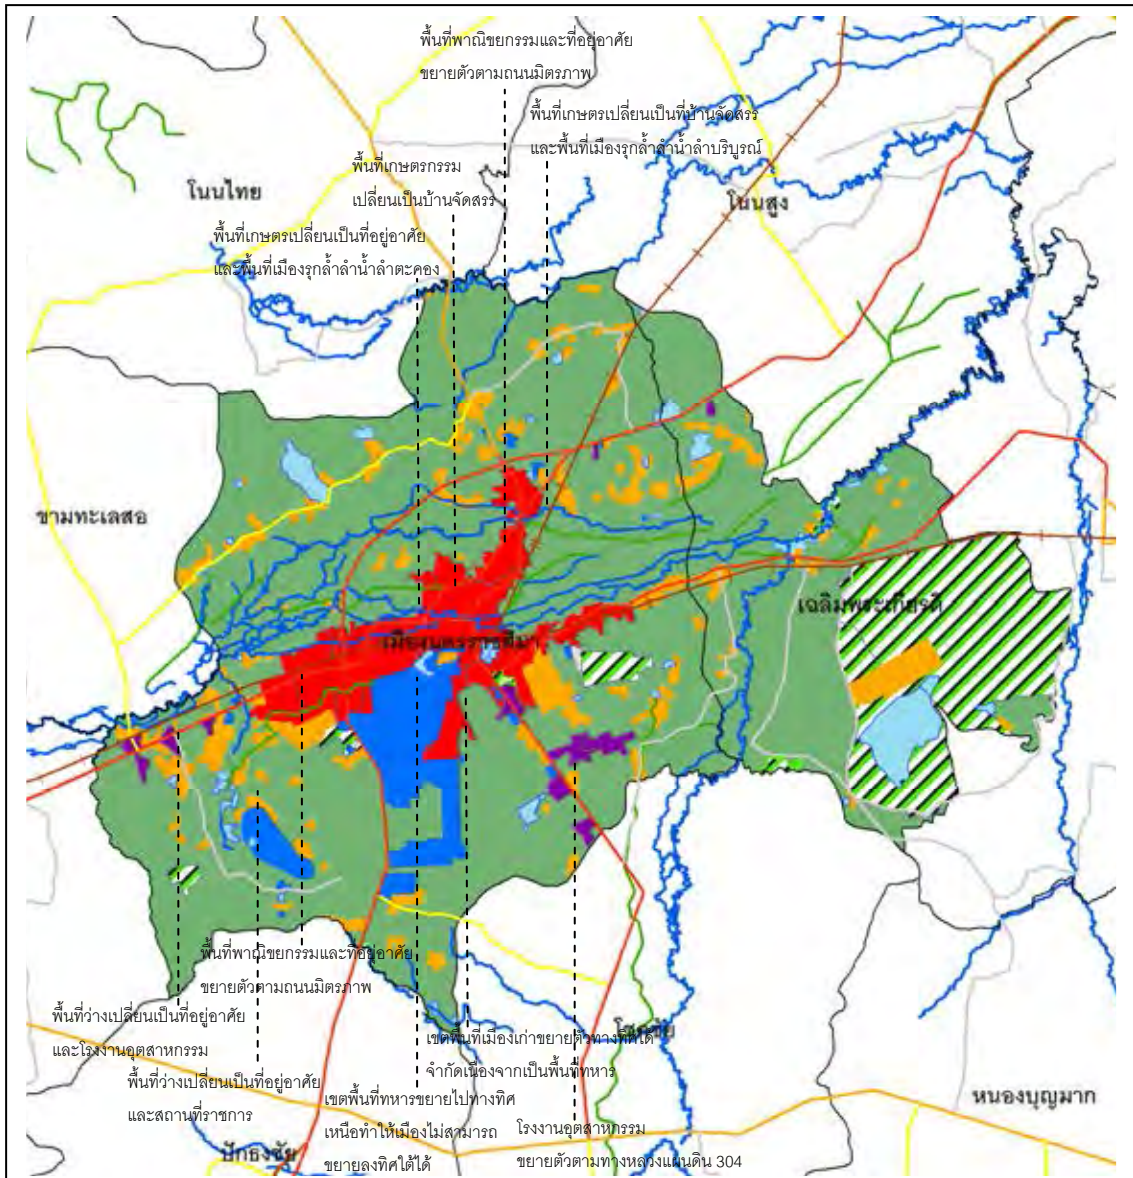 พื้นที่พาณิชยกรรมและที่อยู่อาศัย
ขยายตัวตามถนนมิตรภาพ
พื้นที่เกษตรเปลี่ยนเป็นที่บ้านจัดสรร
และพื้นที่เมืองรุกล้ำลำน้ำลำบริบูรณ์
พื้นที่เกษตรกรรม
เปลี่ยนเป็นบ้านจัดสรร
โนนไทย
โนนสูง
พื้นที่เกษตรเปลี่ยนเป็นที่อยู่อาศัย
และพื้นที่เมืองรุกล้ำลำน้ำลำตะคอง
ขามทะเลสอ
เฉลิมพระเกียรติ
เมืองนครราชสีมา
พื้นที่พาณิชยกรรมและที่อยู่อาศัย
ขยายตัวตามถนนมิตรภาพ
พื้นที่ว่างเปลี่ยนเป็นที่อยู่อาศัย
และโรงงานอุตสาหกรรม
โชคชัย
เขตพื้นที่เมืองเก่าขยายตัวทางทิศใต้
จำกัดเนื่องจากเป็นพื้นที่ทหาร
พื้นที่ว่างเปลี่ยนเป็นที่อยู่อาศัย
และสถานที่ราชการ
เขตพื้นที่ทหารขยายไปทางทิศ
เหนือทำให้เมืองไม่สามารถ
ขยายลงทิศใต้ได้
หนองบุญมาก
โรงงานอุตสาหกรรม
ขยายตัวตามทางหลวงแผ่นดิน 304
ปักธงชัย